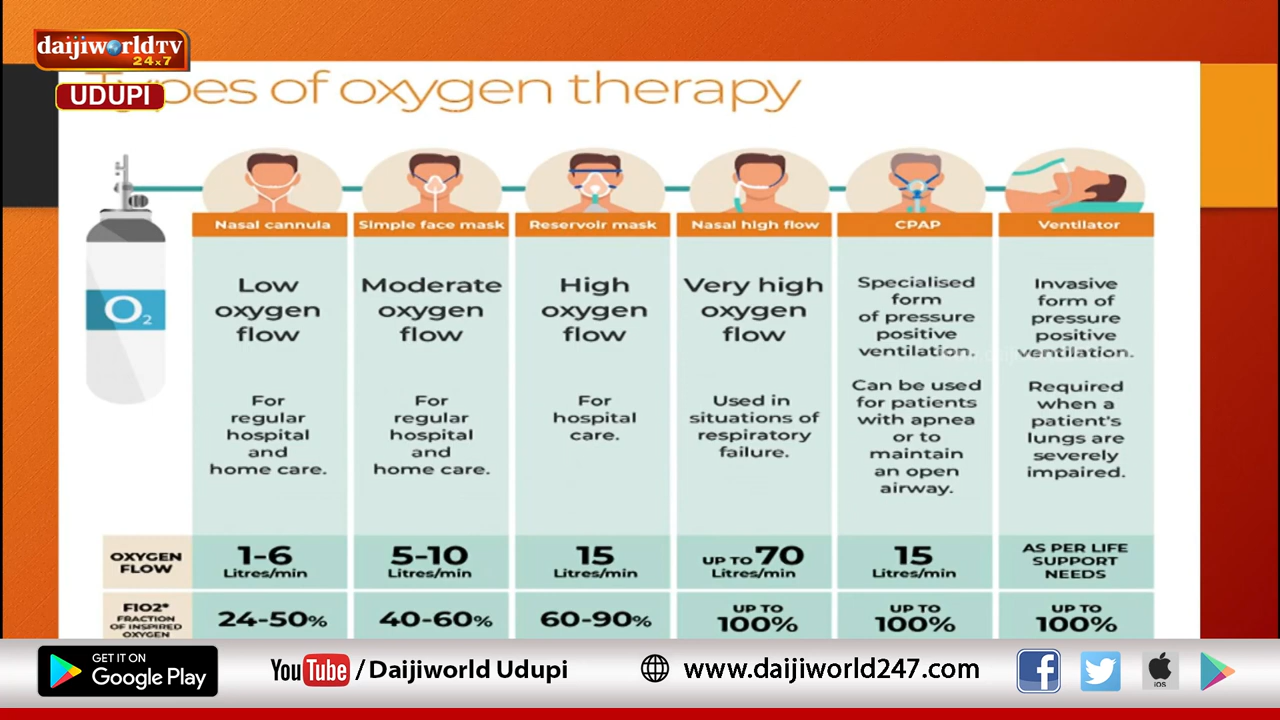 daijiworldTV
24x7
UDUPI
Types of oxygen therapy
O2
Nasal cannula
Simple face mask
Reservoir mask
Nasal high flow
CPAP
Ventilator
Low
oxygen
flow
For
regular
hospital
and
home care.
Moderate
oxygen
flow
For
regular
hospital
and
home care.
High
oxygen
flow
For
hospital
care.
Very high
oxygen
flow
Used in
situations of
respiratory
failure.
Specialised
form
of pressure
positive
ventilation.
Can be used
for patients
with apnea
or to
maintain
an open
airway.
Invasive
form of
pressure
positive
ventilation.
Required
when a
patient's
lungs are
severely
impaired.
OXYGEN
FLOW
1-6
Litres/min
5-10
Litres/min
15
Litres/min
UP TO 70
Litres/min
15
Litres/min
AS PER LIFE
SUPPORT
NEEDS
FIO2*
FRACTION
OF INSPIRED
OXYGEN
24-50%
40-60%
60-90%
UP TO
100%
UP TO
100%
UP TO
100%
GET IT ON
Google Play
YouTube / Daijiworld Udupi
www.daijiworld247.com
f
iOS